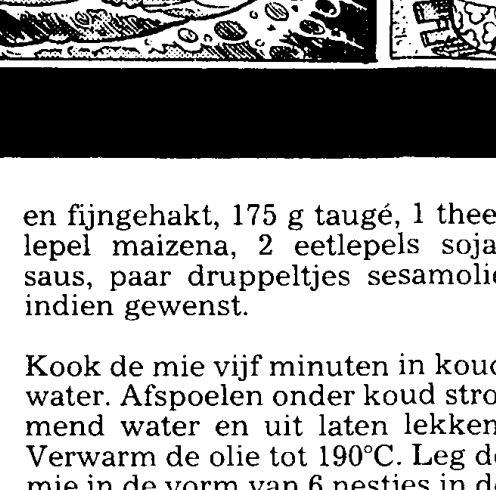 en fijngehakt, 175 g taugé, 1 thee
lepel maizena, 2 eetlepels soja
saus, paar druppeltjes sesamolie
indien gewenst.
Kook de mie vijf minuten in koud
water. Afspoelen onder koud stro
mend water en uit laten lekken
Verwarm de olie tot 190°C. Leg de
mie in de vorm van 6 nestjes in de